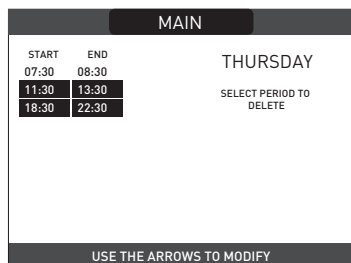 MAIN
START END
07:30 08:30
11:30 13:30
18:30 22:30
THURSDAY
SELECT PERIOD TO
DELETE
USE THE ARROWS TO MODIFY